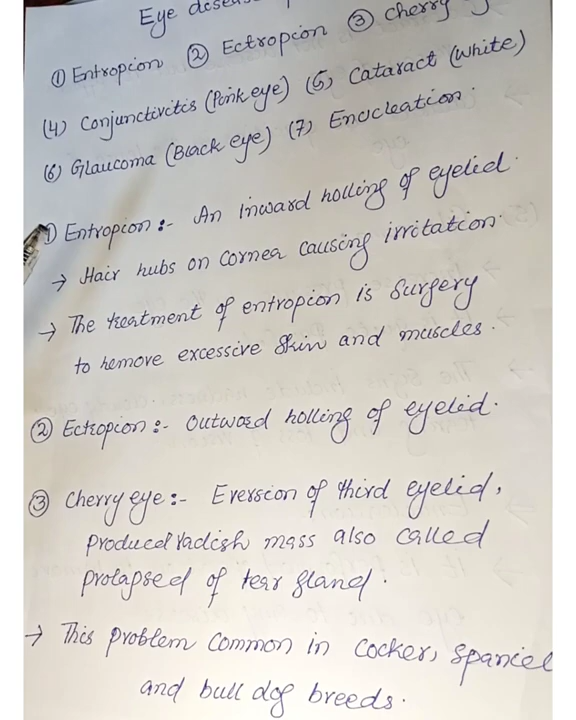 Eye
① Entropion ② Ectropion ③ cherry
(4) Conjunctivitis (Pink eye) (5) Cataract (White)
(6) Glaucoma (Black eye) (7) Enucleation.
① Entropion :- An inward rolling of eyelid.
→ Hair rubs on cornea causing irritation.
→ The treatment of entropion is surgery
to remove excessive skin and muscles.
② Ectropion :- outward rolling of eyelid.
③ Cherry eye :- Eversion of third eyelid,
produced radish mass also called
prolapsed of tear gland.
→ This problem common in cocker, spaniel
and bull dog breeds.